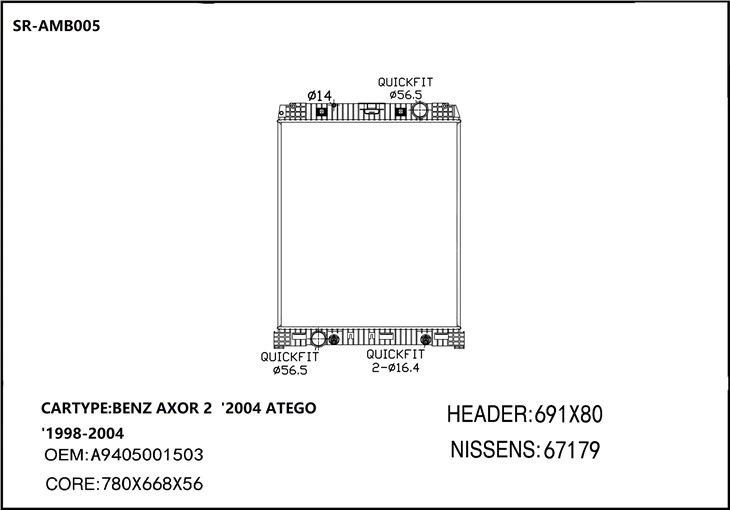 SR-AMB005
QUICKFIT
Ø14
Ø56.5
QUICKFIT
Ø56.5
QUICKFIT
2-Ø16.4
CARTYPE:BENZ AXOR 2 '2004 ATEGO
'1998-2004
OEM:A9405001503
CORE:780X668X56
HEADER:691X80
NISSENS:67179